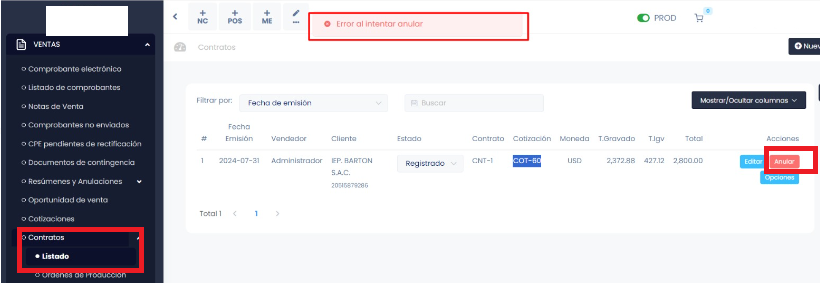 NC
POS
ME
Error al intentar anular
PROD
0
VENTAS
Contratos
Nuev
Comprobante electrónico
Listado de comprobantes
Notas de Venta
Comprobantes no enviados
CPE pendientes de rectificación
Documentos de contingencia
Resúmenes y Anulaciones
Oportunidad de venta
Cotizaciones
Contratos
Listado
Ordenes de Producción
Filtrar por:
Fecha de emisión
Buscar
Mostrar/Ocultar columnas
# Fecha Emisión Vendedor Cliente Estado Contrato Cotización Moneda T.Gravado T.Igv Total Acciones
1 2024-07-31 Administrador IEP. BARTON Registrado CNT-1 COT-60 USD 2,372.88 427.12 2,800.00 Editar Anular
S.A.C.
20515879286
Opciones
Total 1 < 1 >